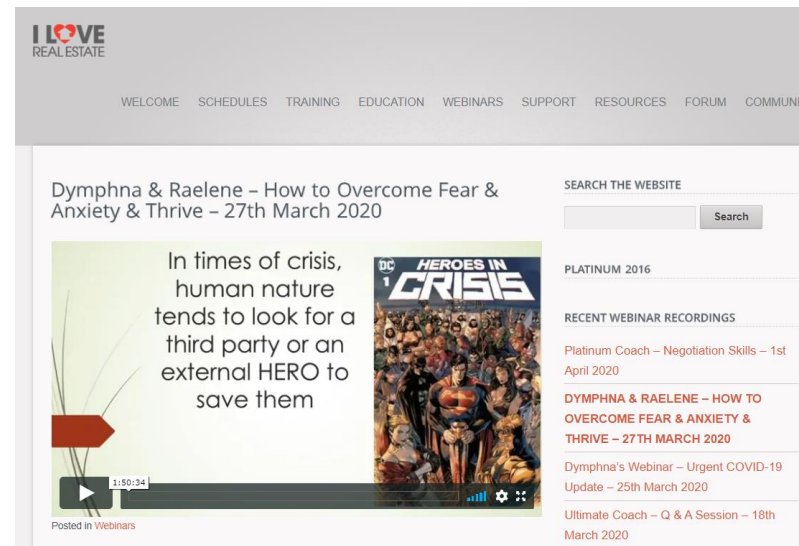 I LOVE
REAL ESTATE
WELCOME SCHEDULES TRAINING EDUCATION WEBINARS SUPPORT RESOURCES FORUM COMMUNI
Dymphna & Raelene – How to Overcome Fear &
Anxiety & Thrive – 27th March 2020
In times of crisis,
human nature
tends to look for a
third party or an
external HERO to
save them
DC
1
HEROES IN
CRISIS
1:50:34
Posted in Webinars
SEARCH THE WEBSITE
Search
PLATINUM 2016
RECENT WEBINAR RECORDINGS
Platinum Coach – Negotiation Skills – 1st
April 2020
DYMPHNA & RAELENE – HOW TO
OVERCOME FEAR & ANXIETY &
THRIVE – 27TH MARCH 2020
Dymphna's Webinar – Urgent COVID-19
Update – 25th March 2020
Ultimate Coach – Q & A Session – 18th
March 2020